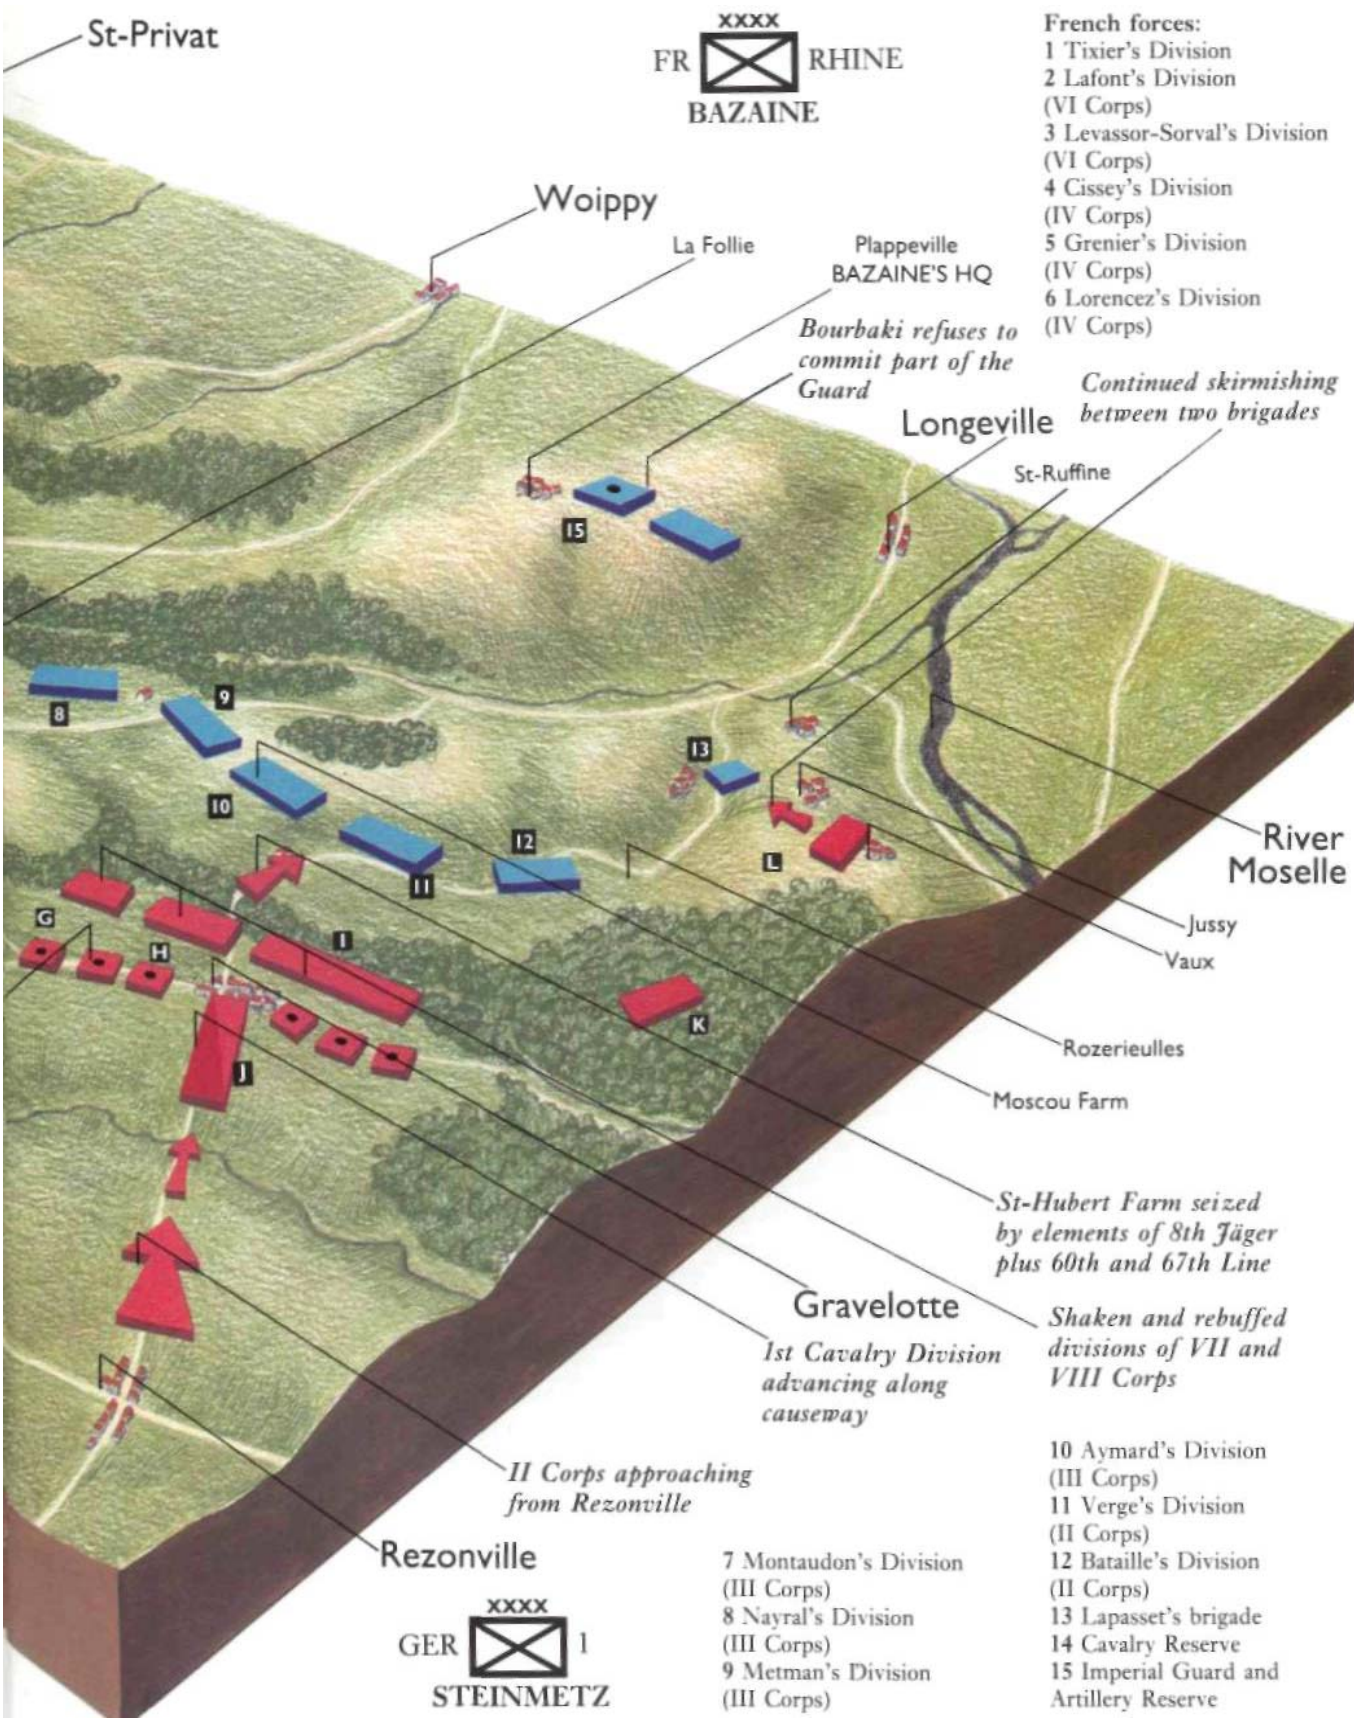 St-Privat
XXXX
FR RHINE
BAZAINE
French forces:
1 Tixier's Division
2 Lafont's Division
(VI Corps)
3 Levassor-Sorval's Division
(VI Corps)
4 Cissey's Division
(IV Corps)
5 Grenier's Division
(IV Corps)
6 Lorencez's Division
(IV Corps)
Woippy
La Follie
Plappeville
BAZAINE'S HQ
Bourbaki refuses to
commit part of the
Guard
Continued skirmishing
between two brigades
Longeville
St-Ruffine
15
8
9
10
11
12
13
L
G
H
I
J
K
River
Moselle
Jussy
Vaux
Rozerieulles
Moscou Farm
St-Hubert Farm seized
by elements of 8th Jäger
plus 60th and 67th Line
Gravelotte
Shaken and rebuffed
divisions of VII and
VIII Corps
1st Cavalry Division
advancing along
causeway
II Corps approaching
from Rezonville
Rezonville
XXXX
GER 1
STEINMETZ
7 Montaudon's Division
(III Corps)
8 Nayral's Division
(III Corps)
9 Metman's Division
(III Corps)
10 Aymard's Division
(III Corps)
11 Verge's Division
(II Corps)
12 Bataille's Division
(II Corps)
13 Lapasset's brigade
14 Cavalry Reserve
15 Imperial Guard and
Artillery Reserve